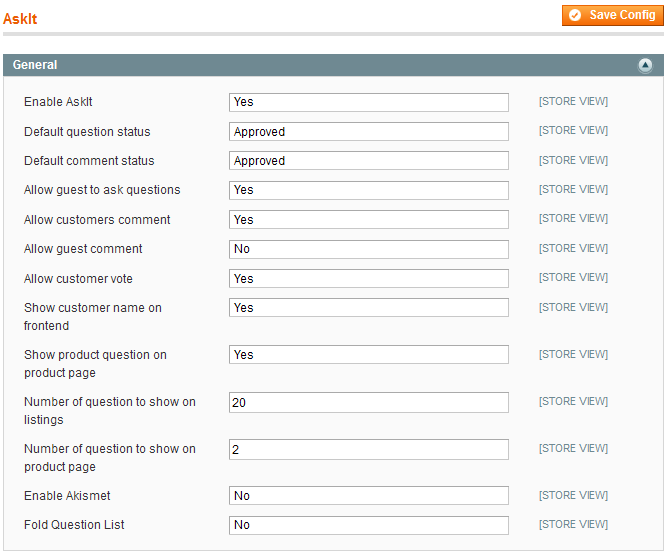 AskIt
Save Config
General
Enable AskIt Yes [STORE VIEW]
Default question status Approved [STORE VIEW]
Default comment status Approved [STORE VIEW]
Allow guest to ask questions Yes [STORE VIEW]
Allow customers comment Yes [STORE VIEW]
Allow guest comment No [STORE VIEW]
Allow customer vote Yes [STORE VIEW]
Show customer name on Yes [STORE VIEW]
frontend
Show product question on Yes [STORE VIEW]
product page
Number of question to show on 20 [STORE VIEW]
listings
Number of question to show on 2 [STORE VIEW]
product page
Enable Akismet No [STORE VIEW]
Fold Question List No [STORE VIEW]